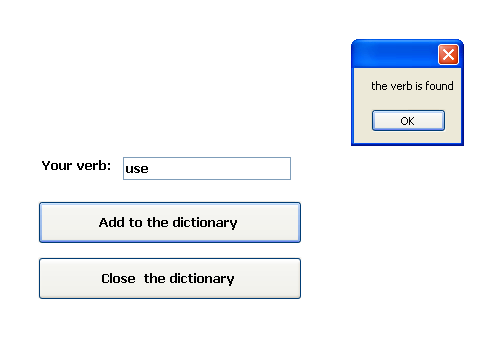 the verb is found
OK
Your verb: use
Add to the dictionary
Close the dictionary